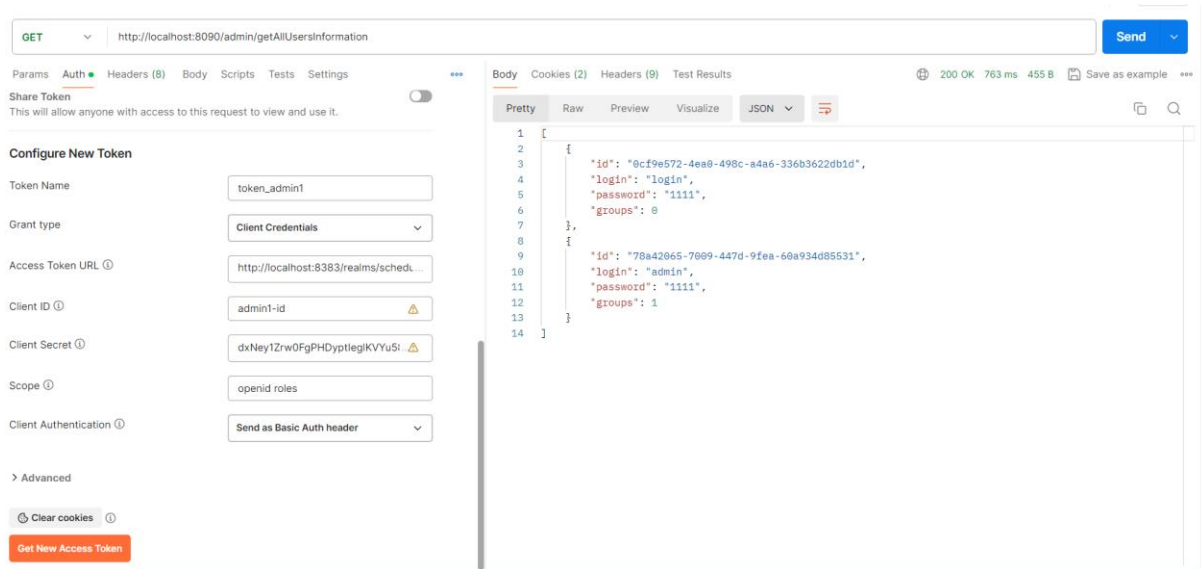 GET http://localhost:8090/admin/getAllUsersInformation Send
Params Auth Headers (8) Body Scripts Tests Settings
Share Token
This will allow anyone with access to this request to view and use it.
Configure New Token
Token Name token_admin1
Grant type Client Credentials
Access Token URL http://localhost:8383/realms/schedu...
Client ID admin1-id
Client Secret
Scope openid roles
Client Authentication Send as Basic Auth header
> Advanced
Clear cookies
Get New Access Token
Body Cookies (2) Headers (9) Test Results 200 OK 763 ms 455 B Save as example
Pretty Raw Preview Visualize JSON
1 [
2 {
3 "id": "0cf9e572-4ea0-498c-a4a6-336b3622db1d",
4 "login": "login",
5 "password": "1111",
6 "groups": 0
7 },
8 {
9 "id": "78a42065-7009-447d-9fea-60a934d85531",
10 "login": "admin",
11 "password": "1111",
12 "groups": 1
13 }
14 ]